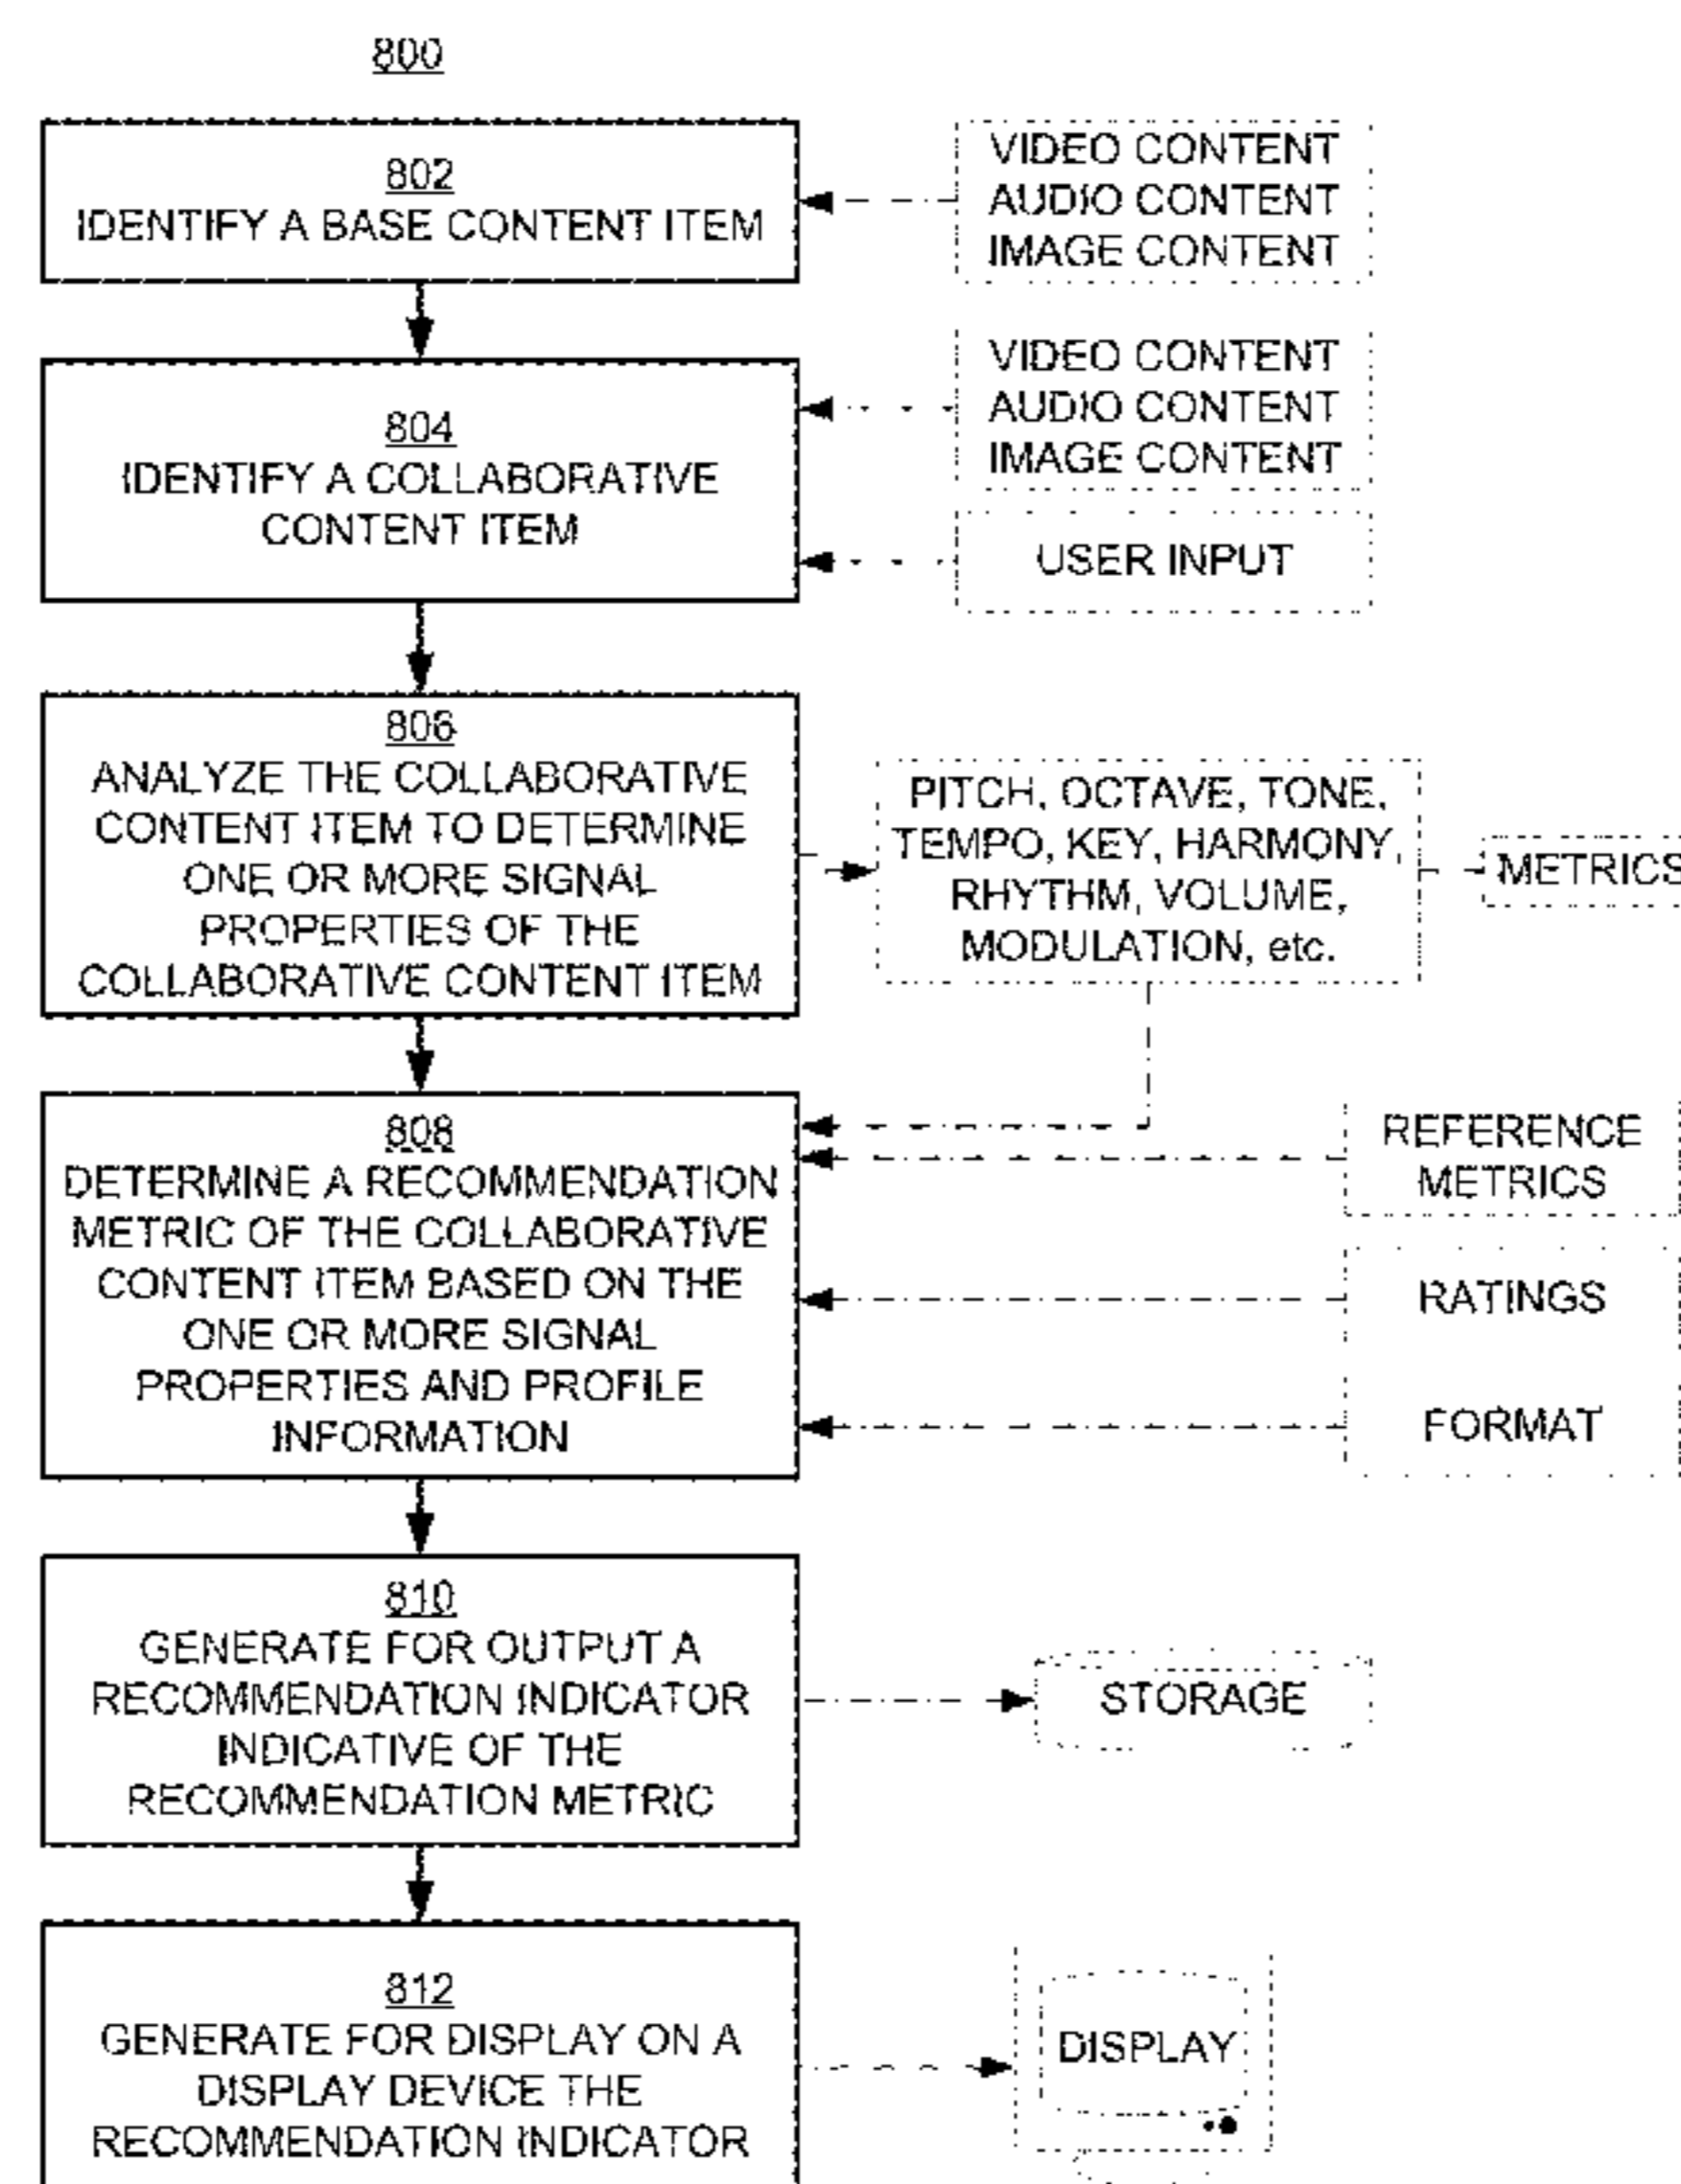 800
802
IDENTIFY A BASE CONTENT ITEM
VIDEO CONTENT
AUDIO CONTENT
IMAGE CONTENT
804
IDENTIFY A COLLABORATIVE
CONTENT ITEM
VIDEO CONTENT
AUDIO CONTENT
IMAGE CONTENT
USER INPUT
806
ANALYZE THE COLLABORATIVE
CONTENT ITEM TO DETERMINE
ONE OR MORE SIGNAL
PROPERTIES OF THE
COLLABORATIVE CONTENT ITEM
PITCH, OCTAVE, TONE,
TEMPO, KEY, HARMONY,
RHYTHM, VOLUME,
MODULATION, etc.
METRICS
808
DETERMINE A RECOMMENDATION
METRIC OF THE COLLABORATIVE
CONTENT ITEM BASED ON THE
ONE OR MORE SIGNAL
PROPERTIES AND PROFILE
INFORMATION
REFERENCE
METRICS
RATINGS
FORMAT
810
GENERATE FOR OUTPUT A
RECOMMENDATION INDICATOR
INDICATIVE OF THE
RECOMMENDATION METRIC
STORAGE
812
GENERATE FOR DISPLAY ON A
DISPLAY DEVICE THE
RECOMMENDATION INDICATOR
DISPLAY